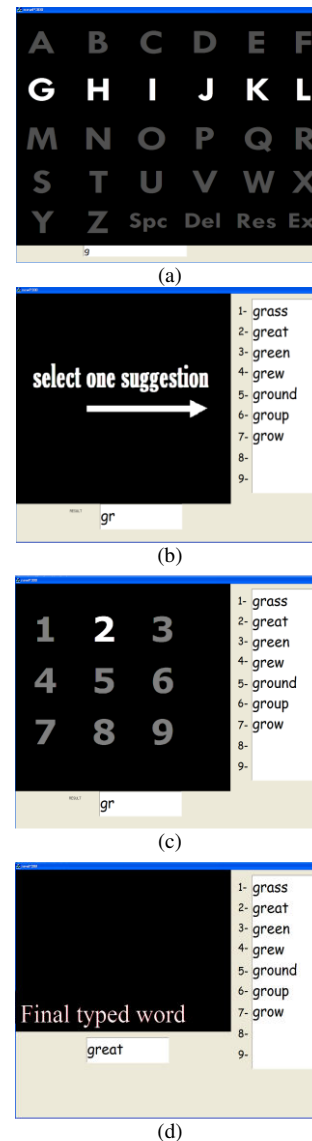 A B C D E F
G H I J K L
M N O P Q R
S T U V W X
Y Z Spc Del Res Ex
g
(a)
select one suggestion
1- grass
2- great
3- green
4- grew
5- ground
6- group
7- grow
8-
9-
RESULT
gr
(b)
1 2 3
4 5 6
7 8 9
1- grass
2- great
3- green
4- grew
5- ground
6- group
7- grow
8-
9-
RESULT
gr
(c)
Final typed word
1- grass
2- great
3- green
4- grew
5- ground
6- group
7- grow
8-
9-
great
(d)